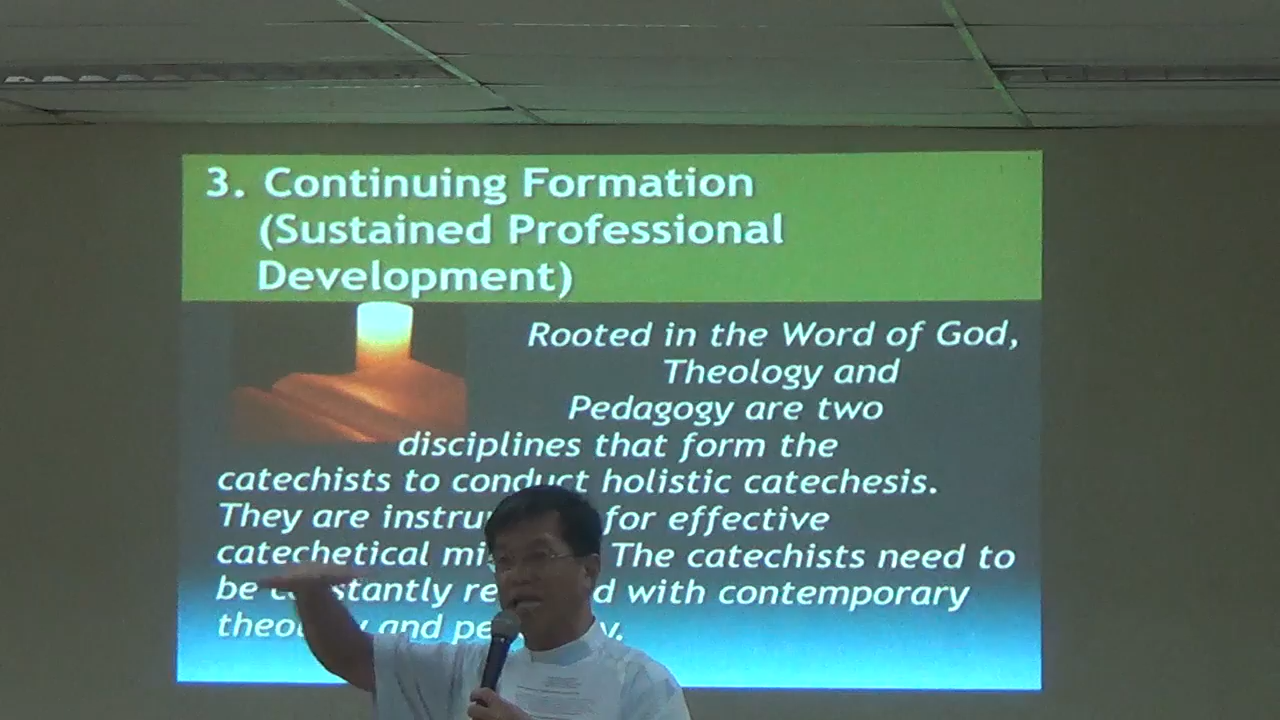 3. Continuing Formation
(Sustained Professional
Development)
Rooted in the Word of God,
Theology and
Pedagogy are two
disciplines that form the
catechists to conduct holistic catechesis.
They are for effective
catechetical The catechists need to
be with contemporary
and